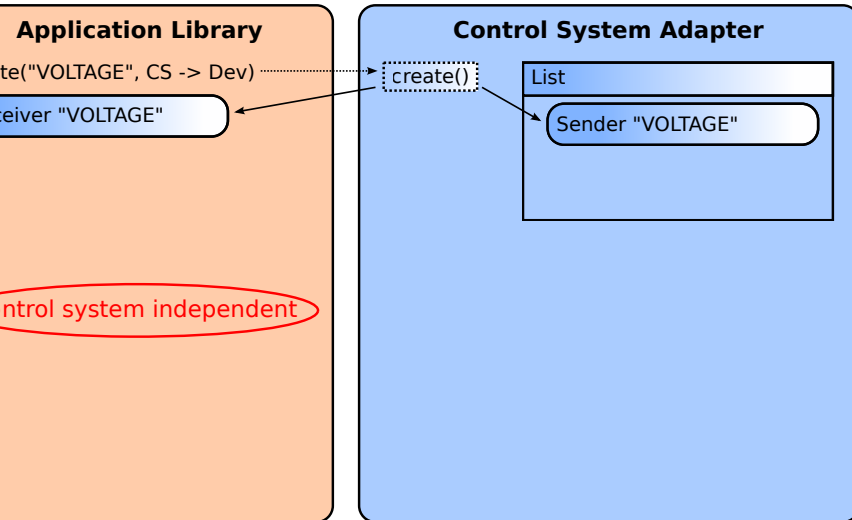 Application Library
Control System Adapter
te("VOLTAGE", CS -> Dev)
create()
List
eiver "VOLTAGE"
Sender "VOLTAGE"
ntrol system independent